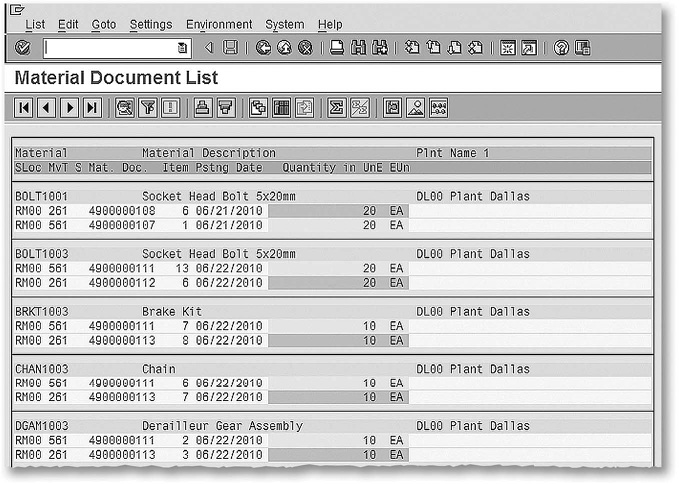 List Edit Goto Settings Environment System Help
Material Document List
Material Material Description Plnt Name 1
SLoc MvT S Mat. Doc. Item Pstng Date Quantity in UnE EUn
BOLT1001 Socket Head Bolt 5x20mm DL00 Plant Dallas
RM00 261 4900000108 6 06/21/2010 20 EA
RM00 261 4900000107 1 06/21/2010 20 EA
BOLT1003 Socket Head Bolt 5x20mm DL00 Plant Dallas
RM00 561 4900000111 13 06/22/2010 20 EA
RM00 261 4900000112 6 06/22/2010 20 EA
BRKT1003 Brake Kit DL00 Plant Dallas
RM00 561 4900000111 7 06/22/2010 10 EA
RM00 261 4900000113 8 06/22/2010 10 EA
CHAN1003 Chain DL00 Plant Dallas
RM00 561 4900000111 6 06/22/2010 10 EA
RM00 261 4900000113 7 06/22/2010 10 EA
DGAM1003 Derailleur Gear Assembly DL00 Plant Dallas
RM00 561 4900000111 2 06/22/2010 10 EA
RM00 261 4900000113 3 06/22/2010 10 EA